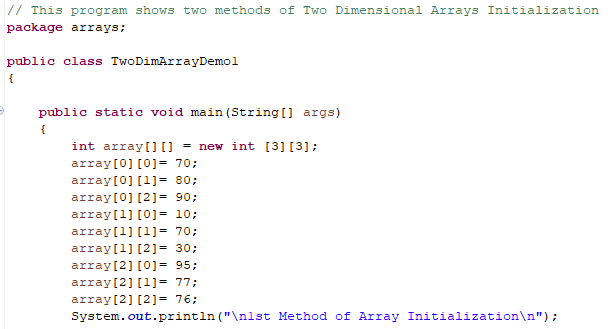 // This program shows two methods of Two Dimensional Arrays Initialization
package arrays;
public class TwoDimArrayDemo1
{
public static void main(String[] args)
{
int array[][] = new int [3][3];
array[0][0]= 70;
array[0][1]= 80;
array[0][2]= 90;
array[1][0]= 10;
array[1][1]= 70;
array[1][2]= 30;
array[2][0]= 95;
array[2][1]= 77;
array[2][2]= 76;
System.out.println("\n1st Method of Array Initialization\n");